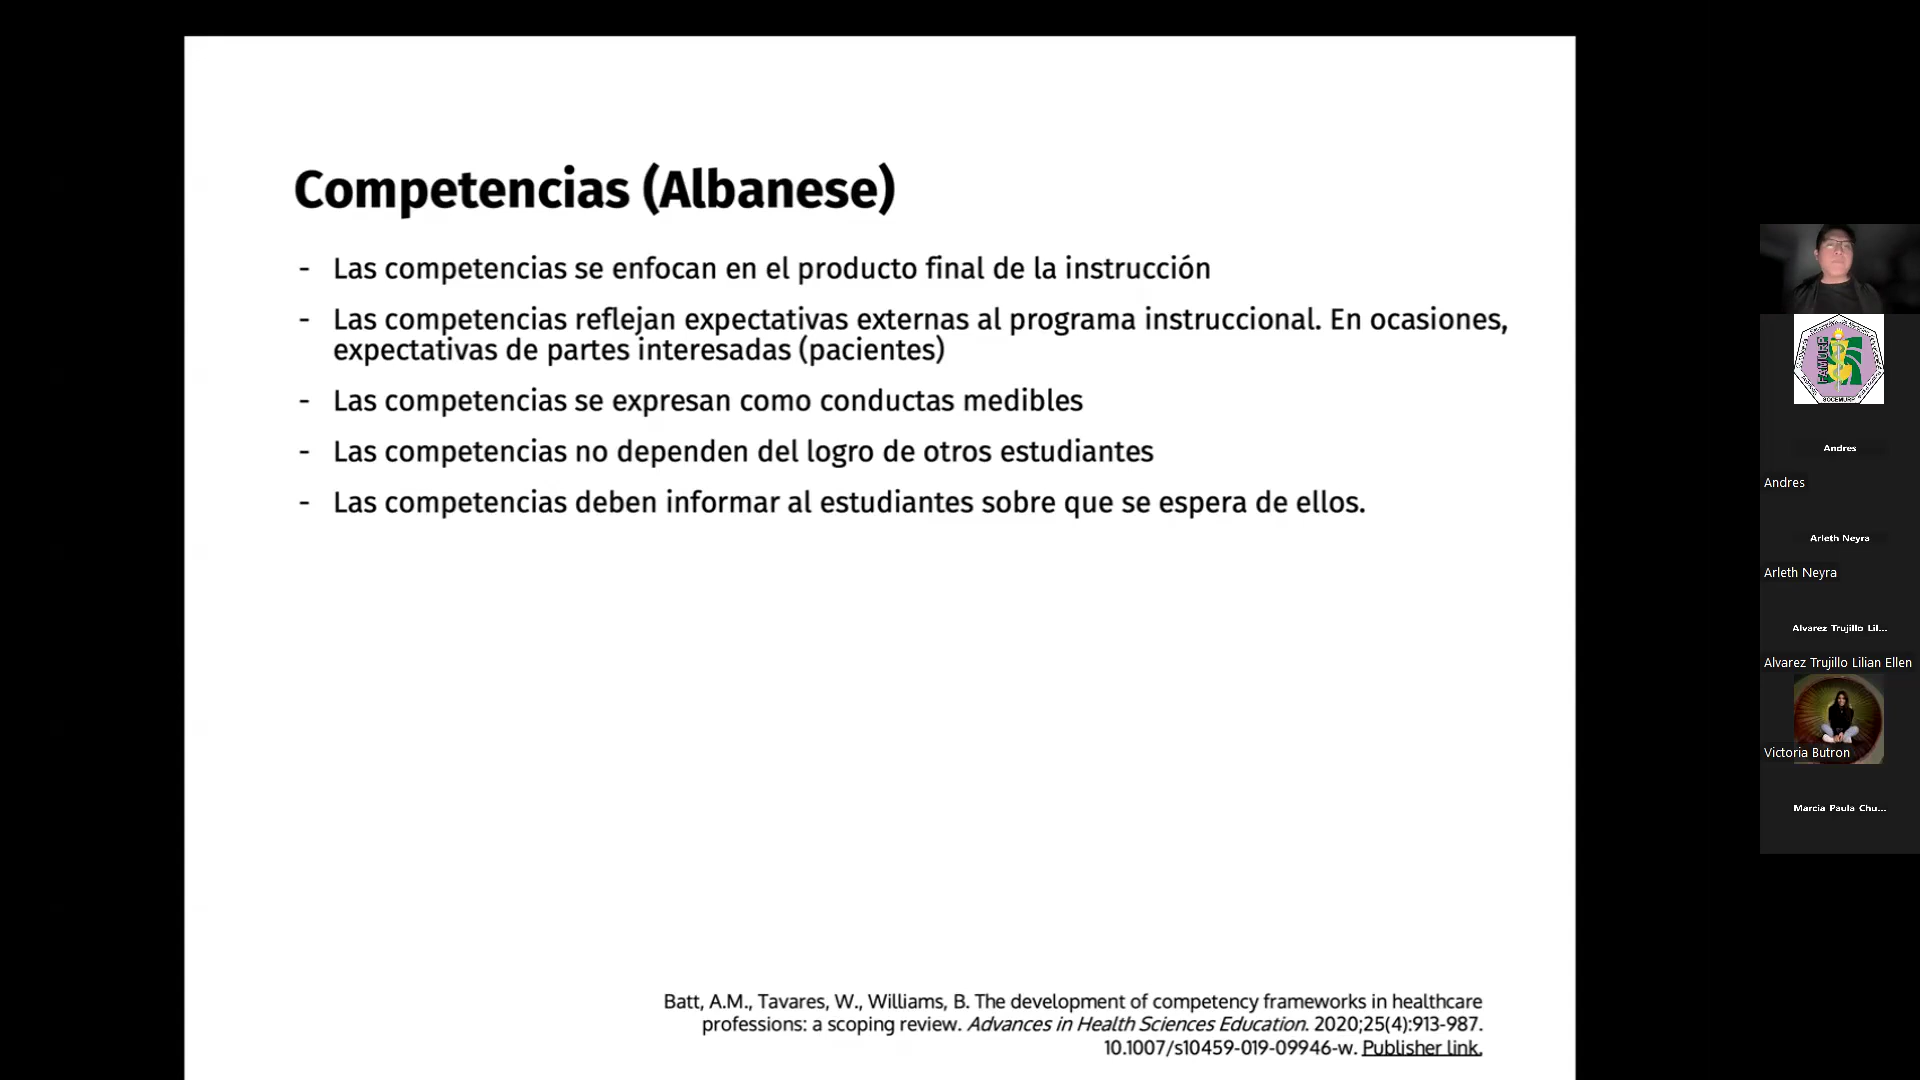 Competencias (Albanese)
- Las competencias se enfocan en el producto final de la instrucción
- Las competencias reflejan expectativas externas al programa instruccional. En ocasiones,
expectativas de partes interesadas (pacientes)
- Las competencias se expresan como conductas medibles
- Las competencias no dependen del logro de otros estudiantes
- Las competencias deben informar al estudiantes sobre que se espera de ellos.
Batt, A.M., Tavares, W., Williams, B. The development of competency frameworks in healthcare
professions: a scoping review. Advances in Health Sciences Education. 2020;25(4):913-987.
10.1007/s10459-019-09946-w. Publisher link.
FAMURP
SOCEMURP
Andres
Andres
Arleth Neyra
Arleth Neyra
Alvarez Trujillo Lil...
Alvarez Trujillo Lilian Ellen
Victoria Butron
Marcia Paula Chu...